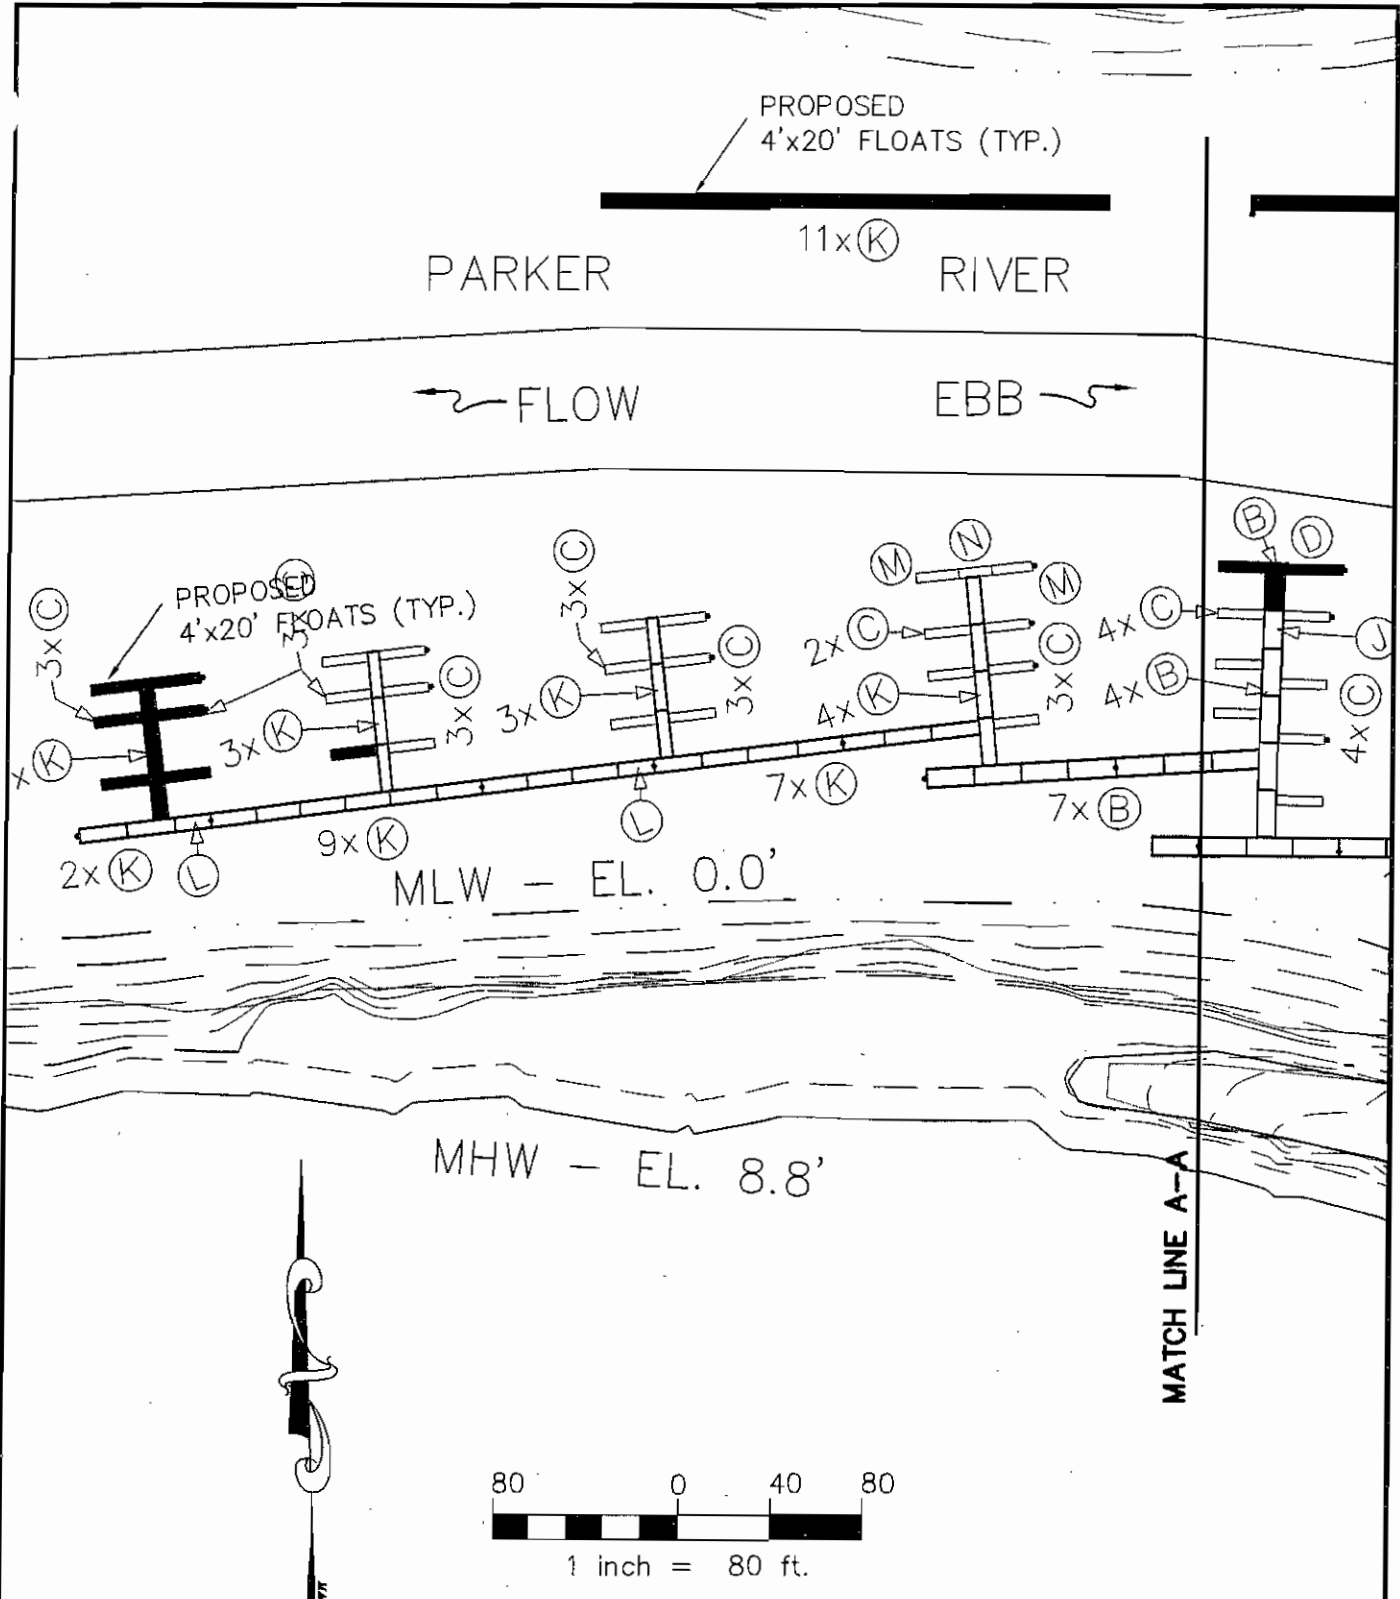 PROPOSED
4'x20' FLOATS (TYP.)
11x K
PARKER RIVER
FLOW EBB
B D
N
M M
3x C
3x C
PROPOSED
4'x20' FLOATS (TYP.)
2x C
4x C
J
3x C
3x C
3x C
4x B
4x C
x K
3x K
3x K
4x K
7x K
7x B
L
9x K
2x K
L
MLW - EL. 0.0'
MHW - EL. 8.8'
MATCH LINE A-A
80 0 40 80
1 inch = 80 ft.